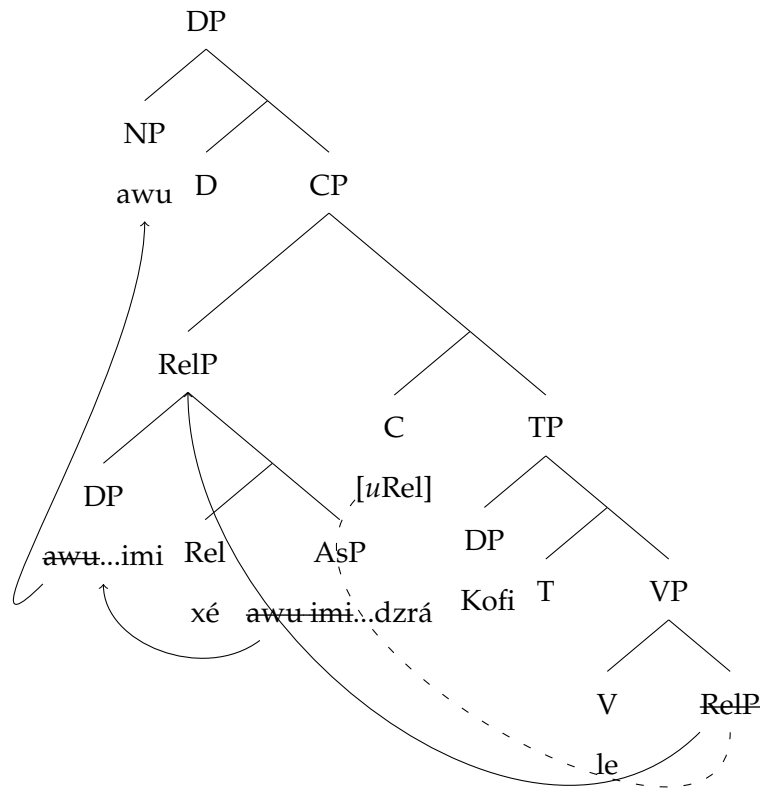 DP
NP
awu D CP
RelP
C TP
DP [uRel]
awu...imi Rel AsP DP T VP
xé awu imi...dzrá Kofi
V RelP
le